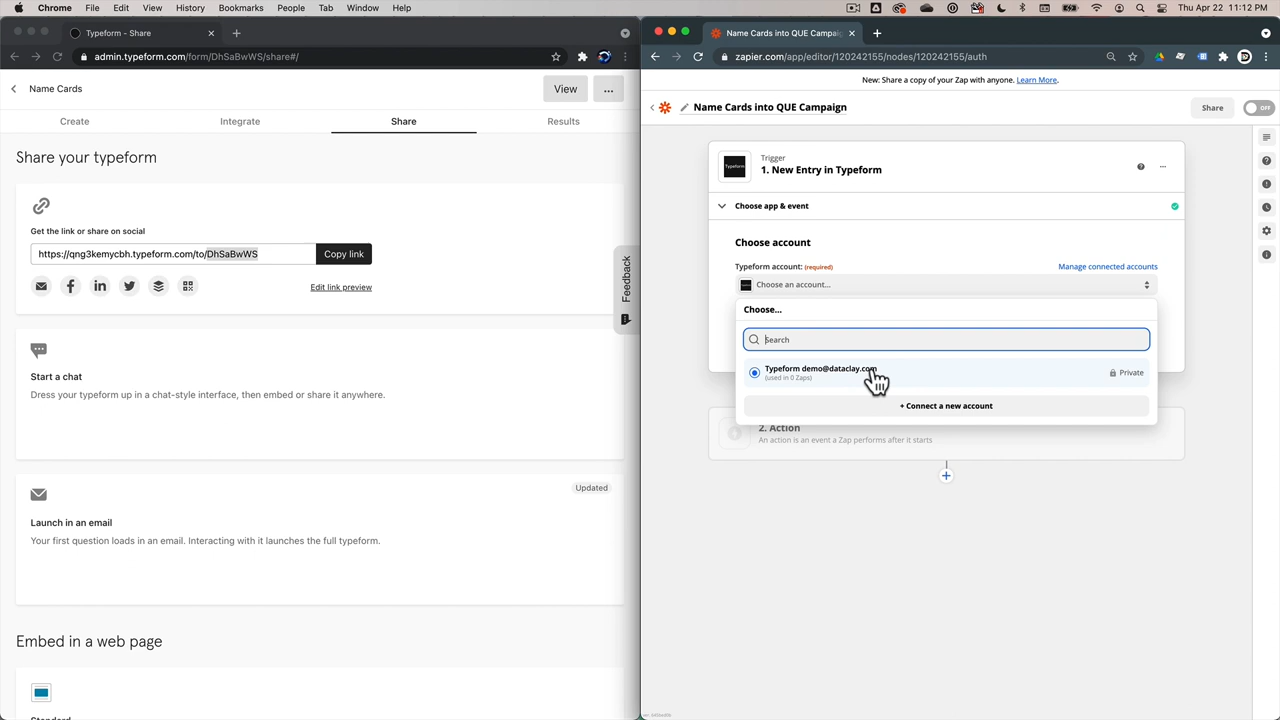 Chrome File Edit View History Bookmarks People Tab Window Help
Thu Apr 22 11:12 PM
Typeform - Share
admin.typeform.com/form/DhSaBwWS/share#/
Name Cards
View
...
Create
Integrate
Share
Results
Share your typeform
Get the link or share on social
https://qng3kemycbh.typeform.com/to/DhSaBwWS
Copy link
Edit link preview
Feedback
Start a chat
Dress your typeform up in a chat-style interface, then embed or share it anywhere.
Updated
Launch in an email
Your first question loads in an email. Interacting with it launches the full typeform.
Embed in a web page
Name Cards into QUE Campaig
zapier.com/app/editor/120242155/nodes/120242155/auth
New: Share a copy of your Zap with anyone. Learn More.
Name Cards into QUE Campaign
Share
OFF
Trigger
1. New Entry in Typeform
Typeform
Choose app & event
Choose account
Typeform account: (required)
Manage connected accounts
Choose an account...
Choose...
Search
Typeform demo@dataclay.com
(used in 0 Zaps)
Private
+ Connect a new account
2. Action
An action is an event a Zap performs after it starts